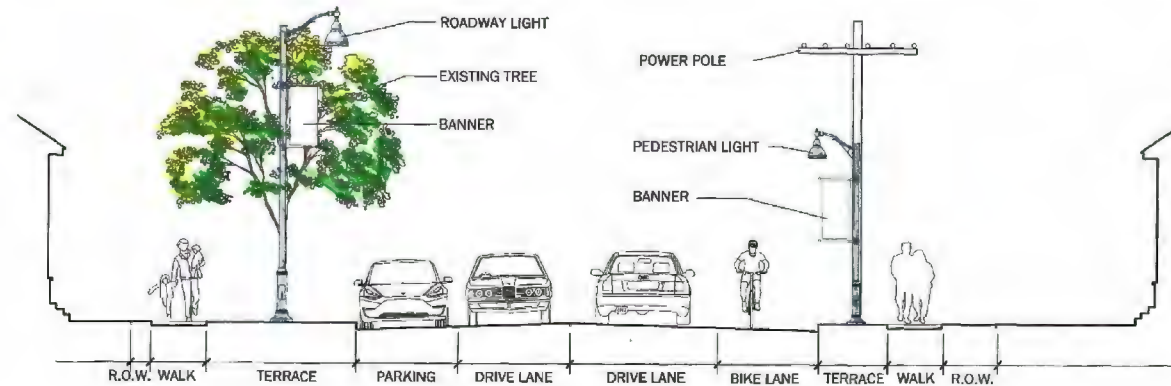 ROADWAY LIGHT
EXISTING TREE
BANNER
POWER POLE
PEDESTRIAN LIGHT
BANNER
R.O.W. WALK TERRACE PARKING DRIVE LANE DRIVE LANE BIKE LANE TERRACE WALK R.O.W.